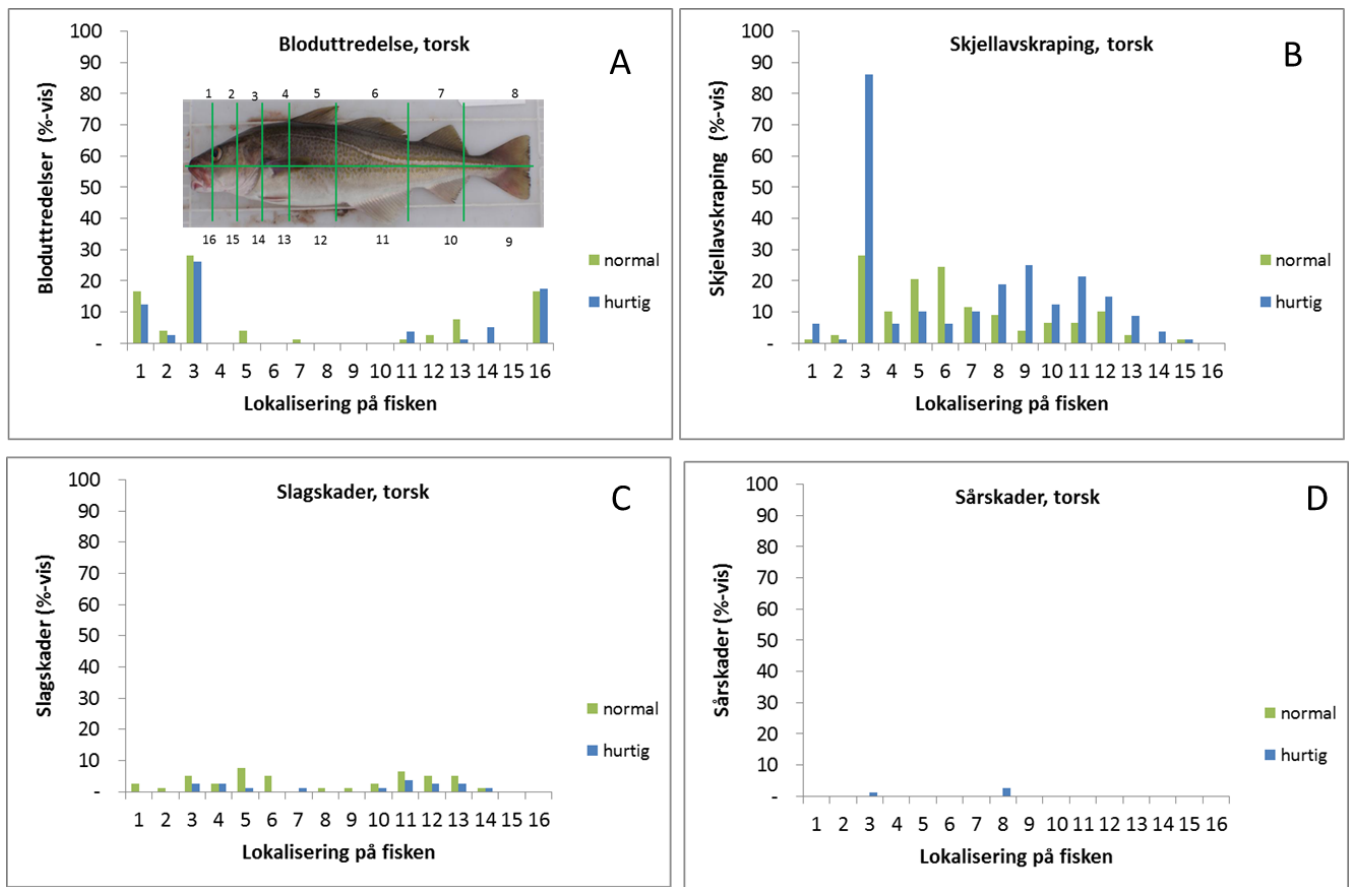 Bloduttredelse, torsk
A
Bloduttredelser (%-vis)
100
90
80
70
60
50
40
30
20
10
-
1 2 3 4 5 6 7 8
16 15 14 13 12 11 10 9
normal
hurtig
1 2 3 4 5 6 7 8 9 10 11 12 13 14 15 16
Lokalisering på fisken
Skjellavskraping, torsk
B
Skjellavskraping (%-vis)
100
90
80
70
60
50
40
30
20
10
-
normal
hurtig
1 2 3 4 5 6 7 8 9 10 11 12 13 14 15 16
Lokalisering på fisken
Slagskader, torsk
C
Slagskader (%-vis)
100
90
80
70
60
50
40
30
20
10
-
normal
hurtig
1 2 3 4 5 6 7 8 9 10 11 12 13 14 15 16
Lokalisering på fisken
Sårskader, torsk
D
Sårskader (%-vis)
100
90
80
70
60
50
40
30
20
10
-
normal
hurtig
1 2 3 4 5 6 7 8 9 10 11 12 13 14 15 16
Lokalisering på fisken